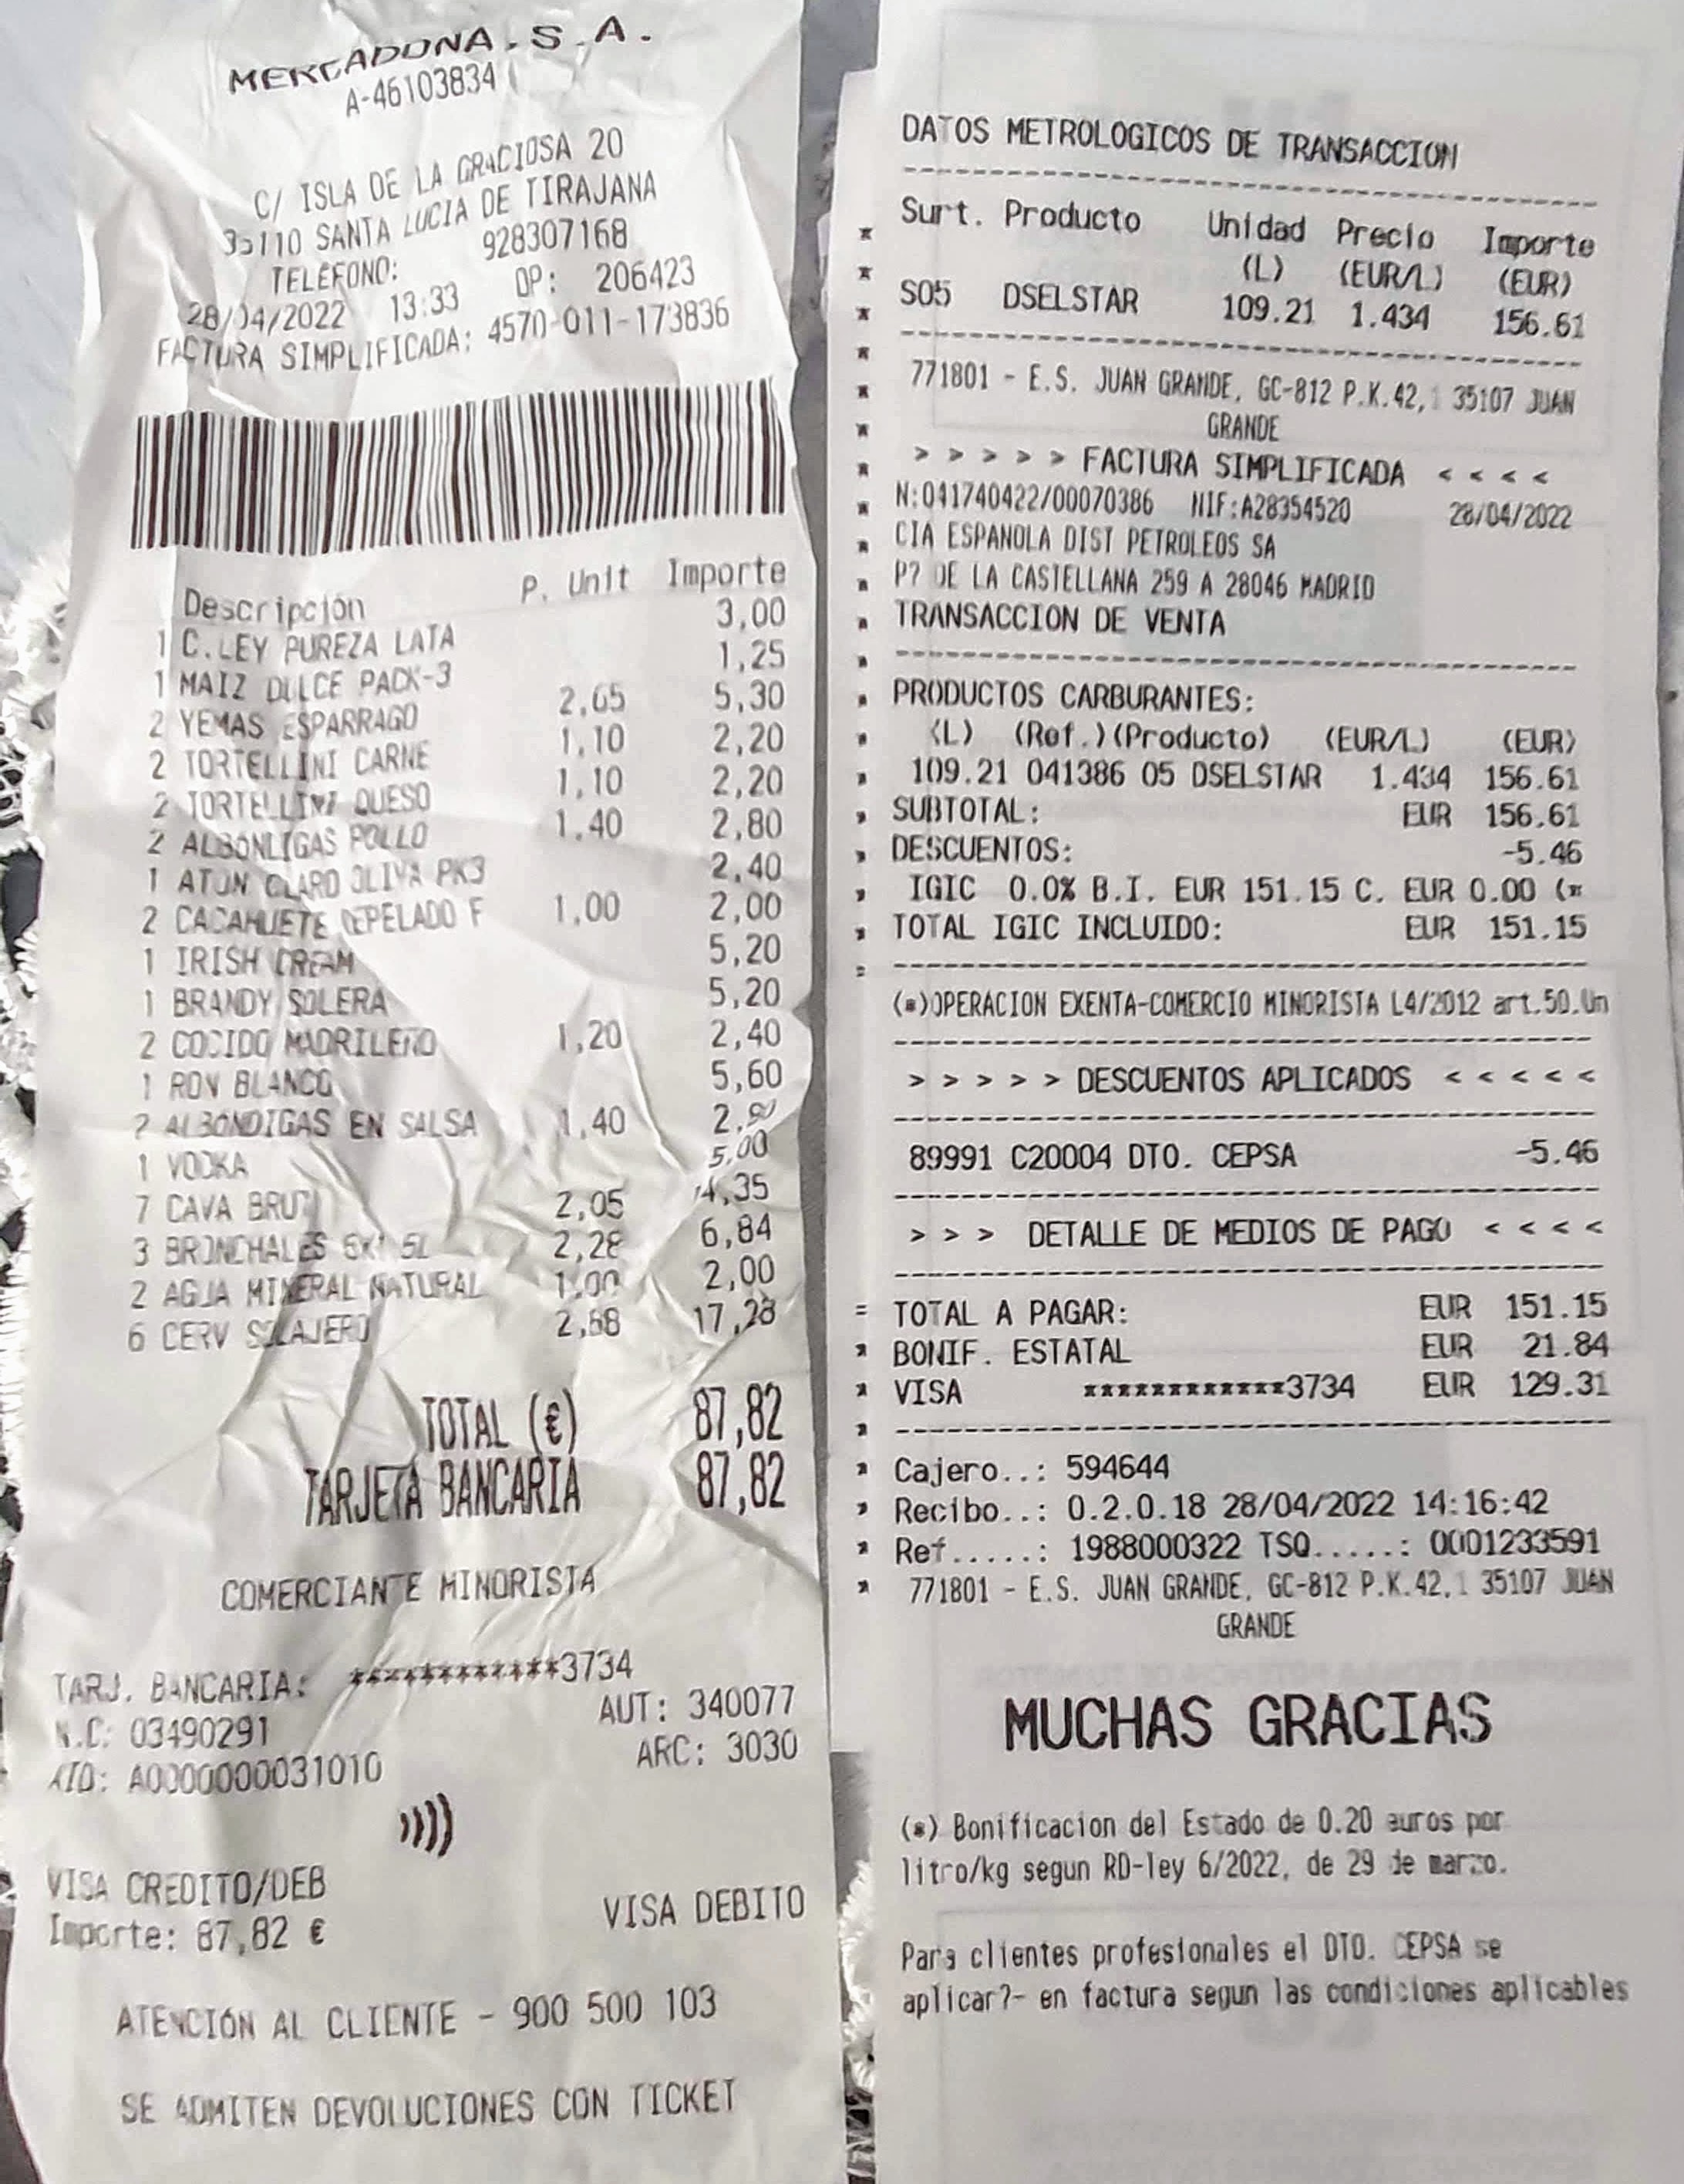 MERCADONA.S.A.
A-46103834
C/ ISLA DE LA GRACIOSA 20
35110 SANTA LUCIA DE TIRAJANA
TELÉFONO: 928307168
28/04/2022 13:33 OP: 206423
FACTURA SIMPLIFICADA: 4570-011-173836
Descripción P. Unit Importe
1 C.LEY PUREZA LATA 3,00
1 MAIZ DULCE PACK-3 1,25
2 YEMAS ESPARRAGO 2,65 5,30
2 TORTELLINI CARNE 1,10 2,20
2 TORTELLINI QUESO 1,10 2,20
2 ALBONLIGAS POLLO 1,40 2,80
1 ATUN CLARO OLIVA PK3 2,40
2 CACAHUETE REPELADO F 1,00 2,00
1 IRISH CREAM 5,20
1 BRANDY SOLERA 5,20
2 COCIDO MADRILEÑO 1,20 2,40
1 RON BLANCO 5,60
2 ALBONDIGAS EN SALSA 1,40 2,80
1 VODKA 5,00
7 CAVA BRUT 2,05 14,35
3 BRONCHALES 6X1.5L 2,28 6,84
2 AGUA MINERAL NATURAL 1,00 2,00
6 CERV SOLAJERO 2,88 17,28
TOTAL (€) 87,82
TARJETA BANCARIA 87,82
COMERCIANTE MINORISTA
TARJ. BANCARIA: ************3734
N.C: 03490291 AUT: 340077
AID: A0000000031010 ARC: 3030
VISA CREDITO/DEB
Importe: 87,82 € VISA DEBITO
ATENCIÓN AL CLIENTE - 900 500 103
SE ADMITEN DEVOLUCIONES CON TICKET
DATOS METROLOGICOS DE TRANSACCION
Surt. Producto Unidad Precio Importe
(L) (EUR/L) (EUR)
S05 DSELSTAR 109.21 1.434 156.61
771801 - E.S. JUAN GRANDE, GC-812 P.K.42,1 35107 JUAN
GRANDE
> > > > > FACTURA SIMPLIFICADA < < < <
N:041740422/00070386 NIF:A28354520 28/04/2022
CIA ESPANOLA DIST PETROLEOS SA
P? DE LA CASTELLANA 259 A 28046 MADRID
TRANSACCION DE VENTA
PRODUCTOS CARBURANTES:
(L) (Ref.)(Producto) (EUR/L) (EUR)
109.21 041386 05 DSELSTAR 1.434 156.61
SUBTOTAL: EUR 156.61
DESCUENTOS: -5.46
IGIC 0.0% B.I. EUR 151.15 C. EUR 0.00 (*
TOTAL IGIC INCLUIDO: EUR 151.15
(*)OPERACION EXENTA-COMERCIO MINORISTA L4/2012 art.50.Un
> > > > > DESCUENTOS APLICADOS < < < < <
89991 C20004 DTO. CEPSA -5.46
> > > DETALLE DE MEDIOS DE PAGO < < < <
TOTAL A PAGAR: EUR 151.15
BONIF. ESTATAL EUR 21.84
VISA ************3734 EUR 129.31
Cajero..: 594644
Recibo..: 0.2.0.18 28/04/2022 14:16:42
Ref.....: 1988000322 TSQ.....: 0001233591
771801 - E.S. JUAN GRANDE, GC-812 P.K.42,1 35107 JUAN
GRANDE
MUCHAS GRACIAS
(*) Bonificacion del Estado de 0.20 euros por
litro/kg segun RD-ley 6/2022, de 29 de marzo.
Para clientes profesionales el DTO. CEPSA se
aplicar?- en factura segun las condiciones aplicables